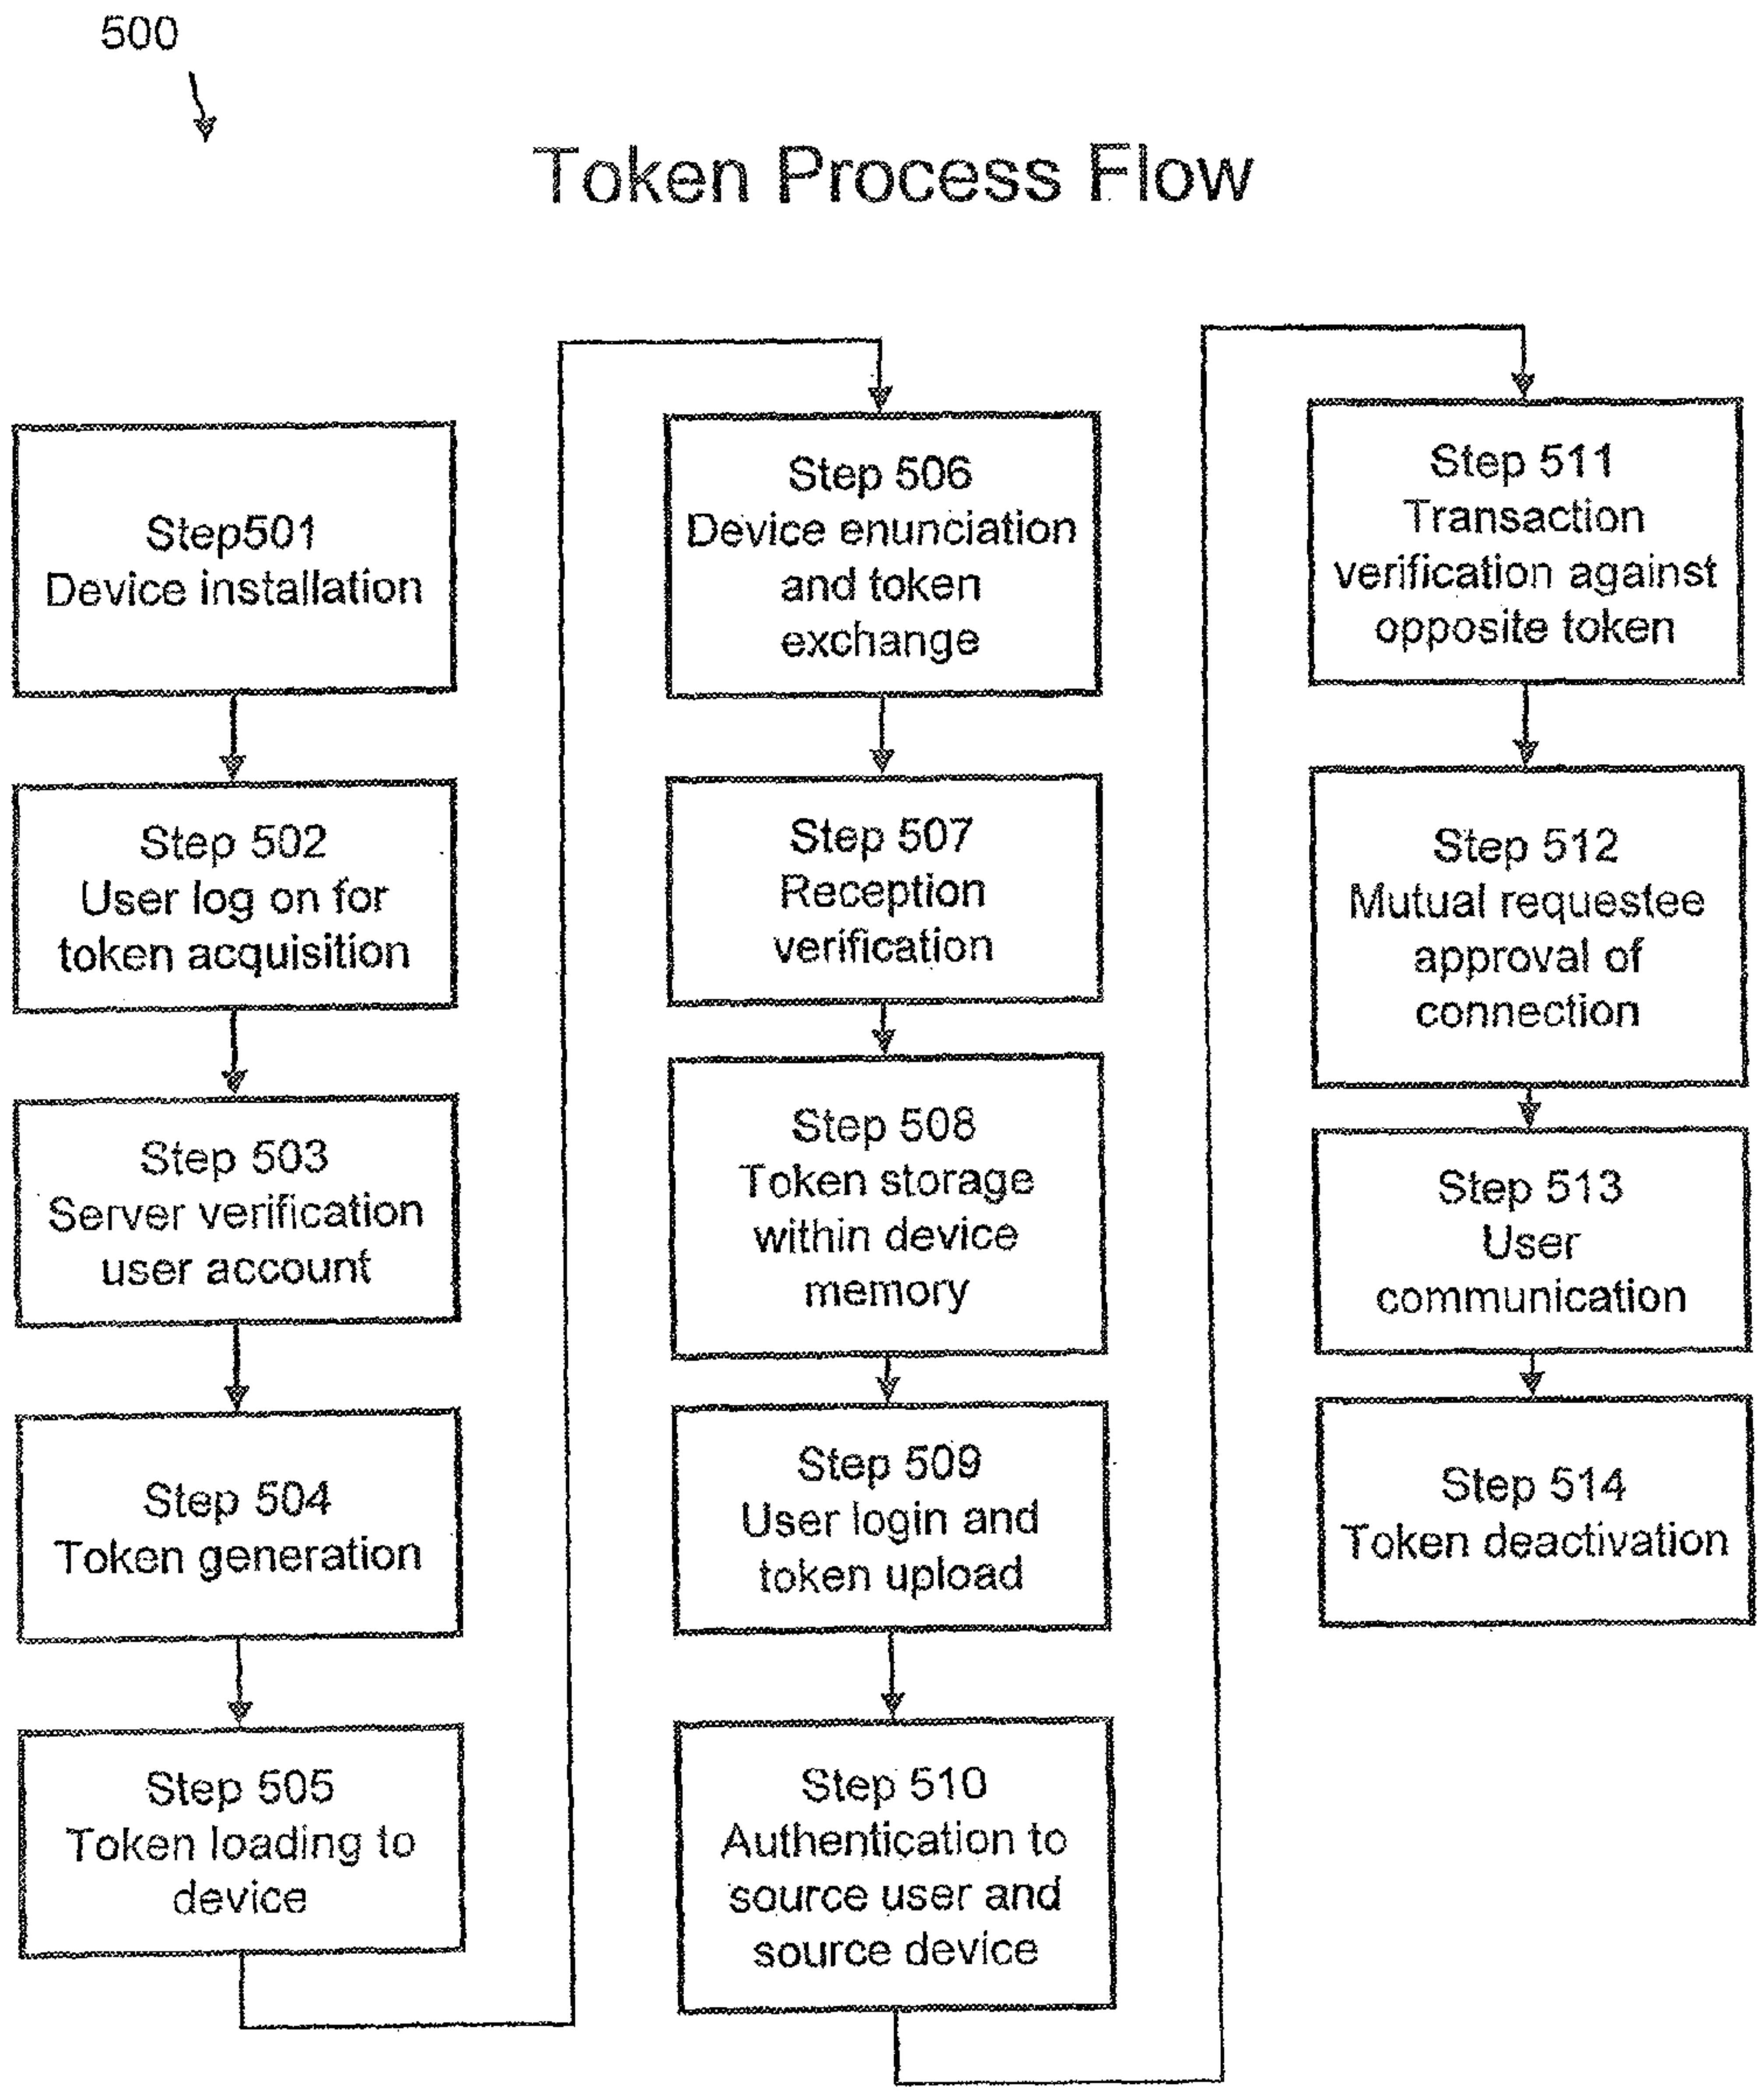 500
Token Process Flow
Step501
Device installation
Step 502
User log on for
token acquisition
Step 503
Server verification
user account
Step 504
Token generation
Step 505
Token loading to
device
Step 506
Device enunciation
and token
exchange
Step 507
Reception
verification
Step 508
Token storage
within device
memory
Step 509
User login and
token upload
Step 510
Authentication to
source user and
source device
Step 511
Transaction
verification against
opposite token
Step 512
Mutual requestee
approval of
connection
Step 513
User
communication
Step 514
Token deactivation